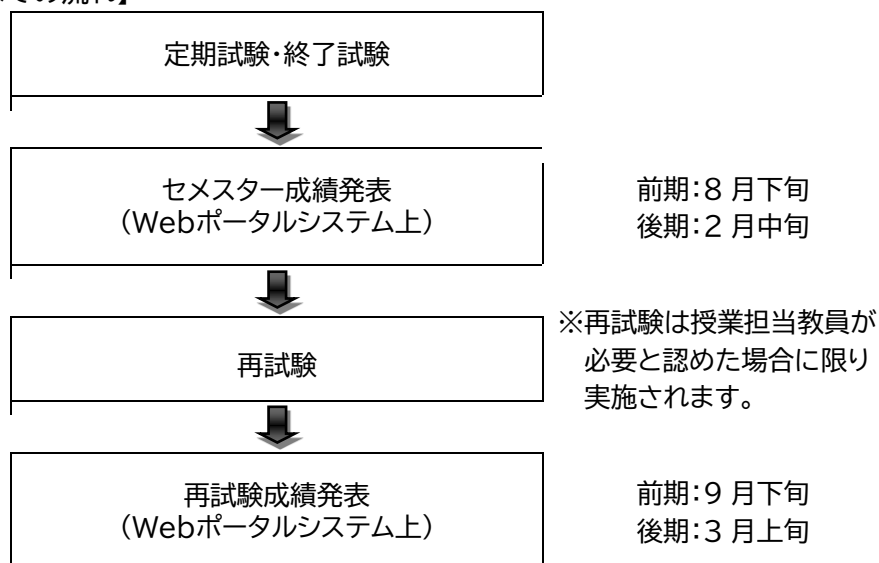 定期試験・終了試験
セメスター成績発表
（Webポータルシステム上）
前期：8 月下旬
後期：2 月中旬
再試験
※再試験は授業担当教員が
必要と認めた場合に限り
実施されます。
再試験成績発表
（Webポータルシステム上）
前期：9 月下旬
後期：3 月上旬